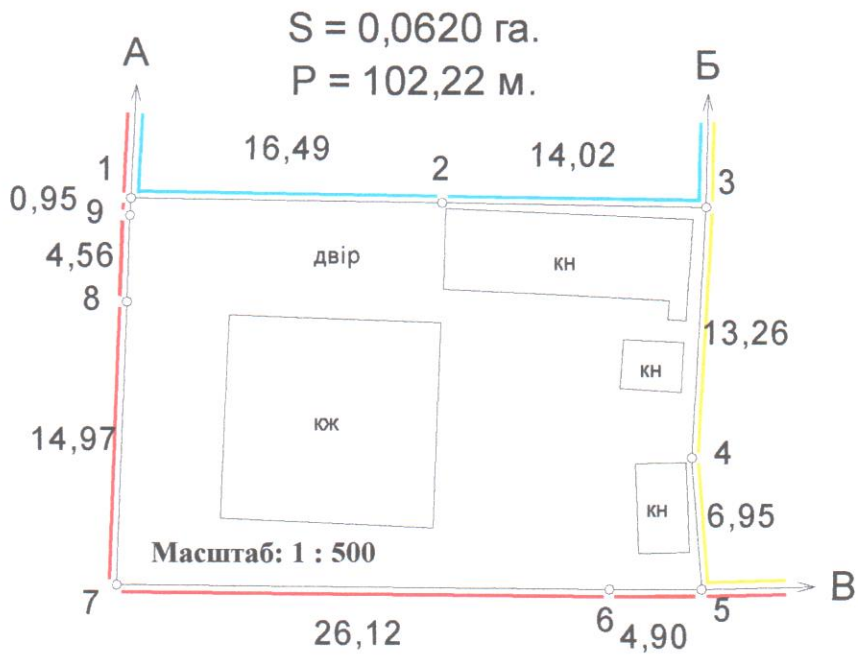 S = 0,0620 га.
P = 102,22 м.
А
Б
16,49
14,02
1
2
3
0,95
9
4,56
8
двір
кн
13,26
кн
14,97
кж
4
кн
6,95
Масштаб: 1 : 500
7
26,12
6
4,90
5
В